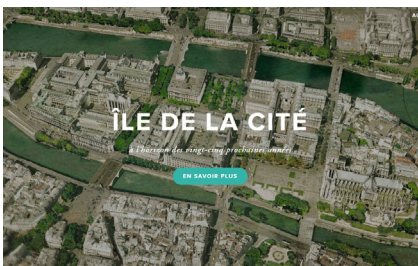 ÎLE DE LA CITÉ
à l'horizon des vingt-cinq prochaines années
EN SAVOIR PLUS